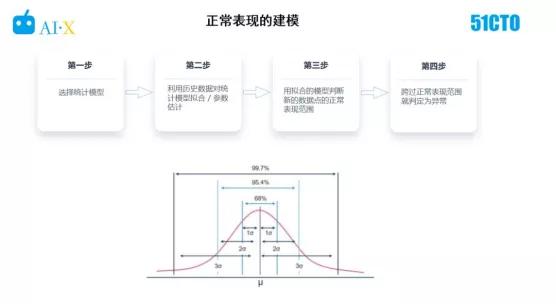 AI·X
正常表现的建模
51CTO
第一步
选择统计模型
第二步
利用历史数据对统
计模型拟合/参数
估计
第三步
用拟合的模型判断
新的数据点的正常
表现范围
第四步
跨过正常表现范围
就判定为异常
99.7%
95.4%
68%
1σ 1σ
2σ 2σ
3σ 3σ
μ